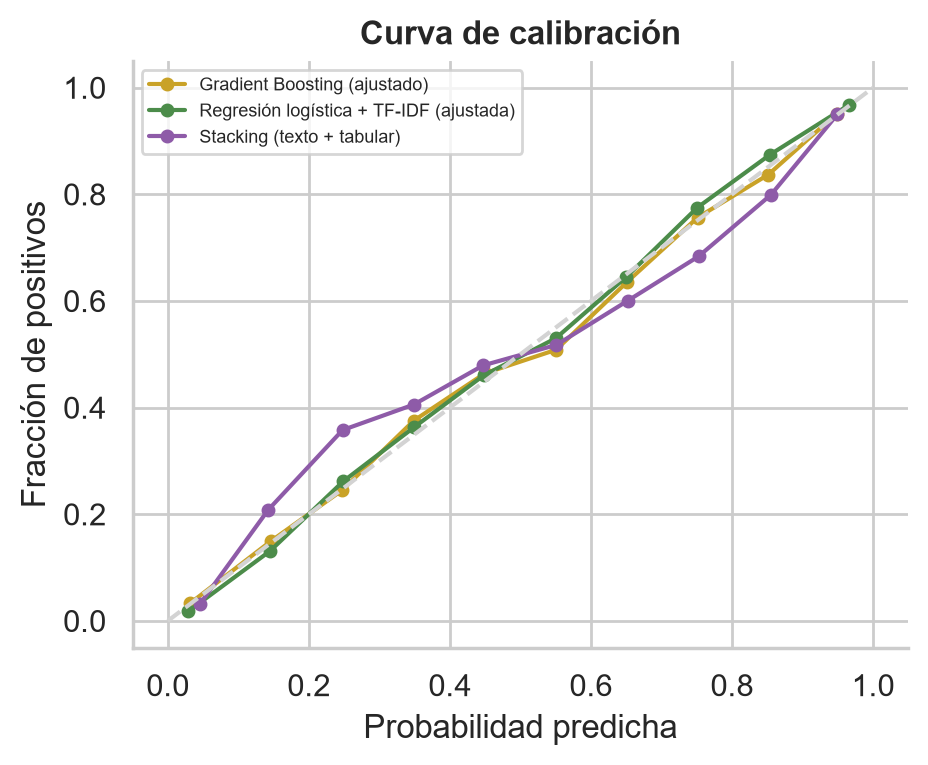 Curva de calibración
Gradient Boosting (ajustado)
Regresión logística + TF-IDF (ajustada)
Stacking (texto + tabular)
1.0
0.8
0.6
0.4
0.2
0.0
Fracción de positivos
0.0 0.2 0.4 0.6 0.8 1.0
Probabilidad predicha